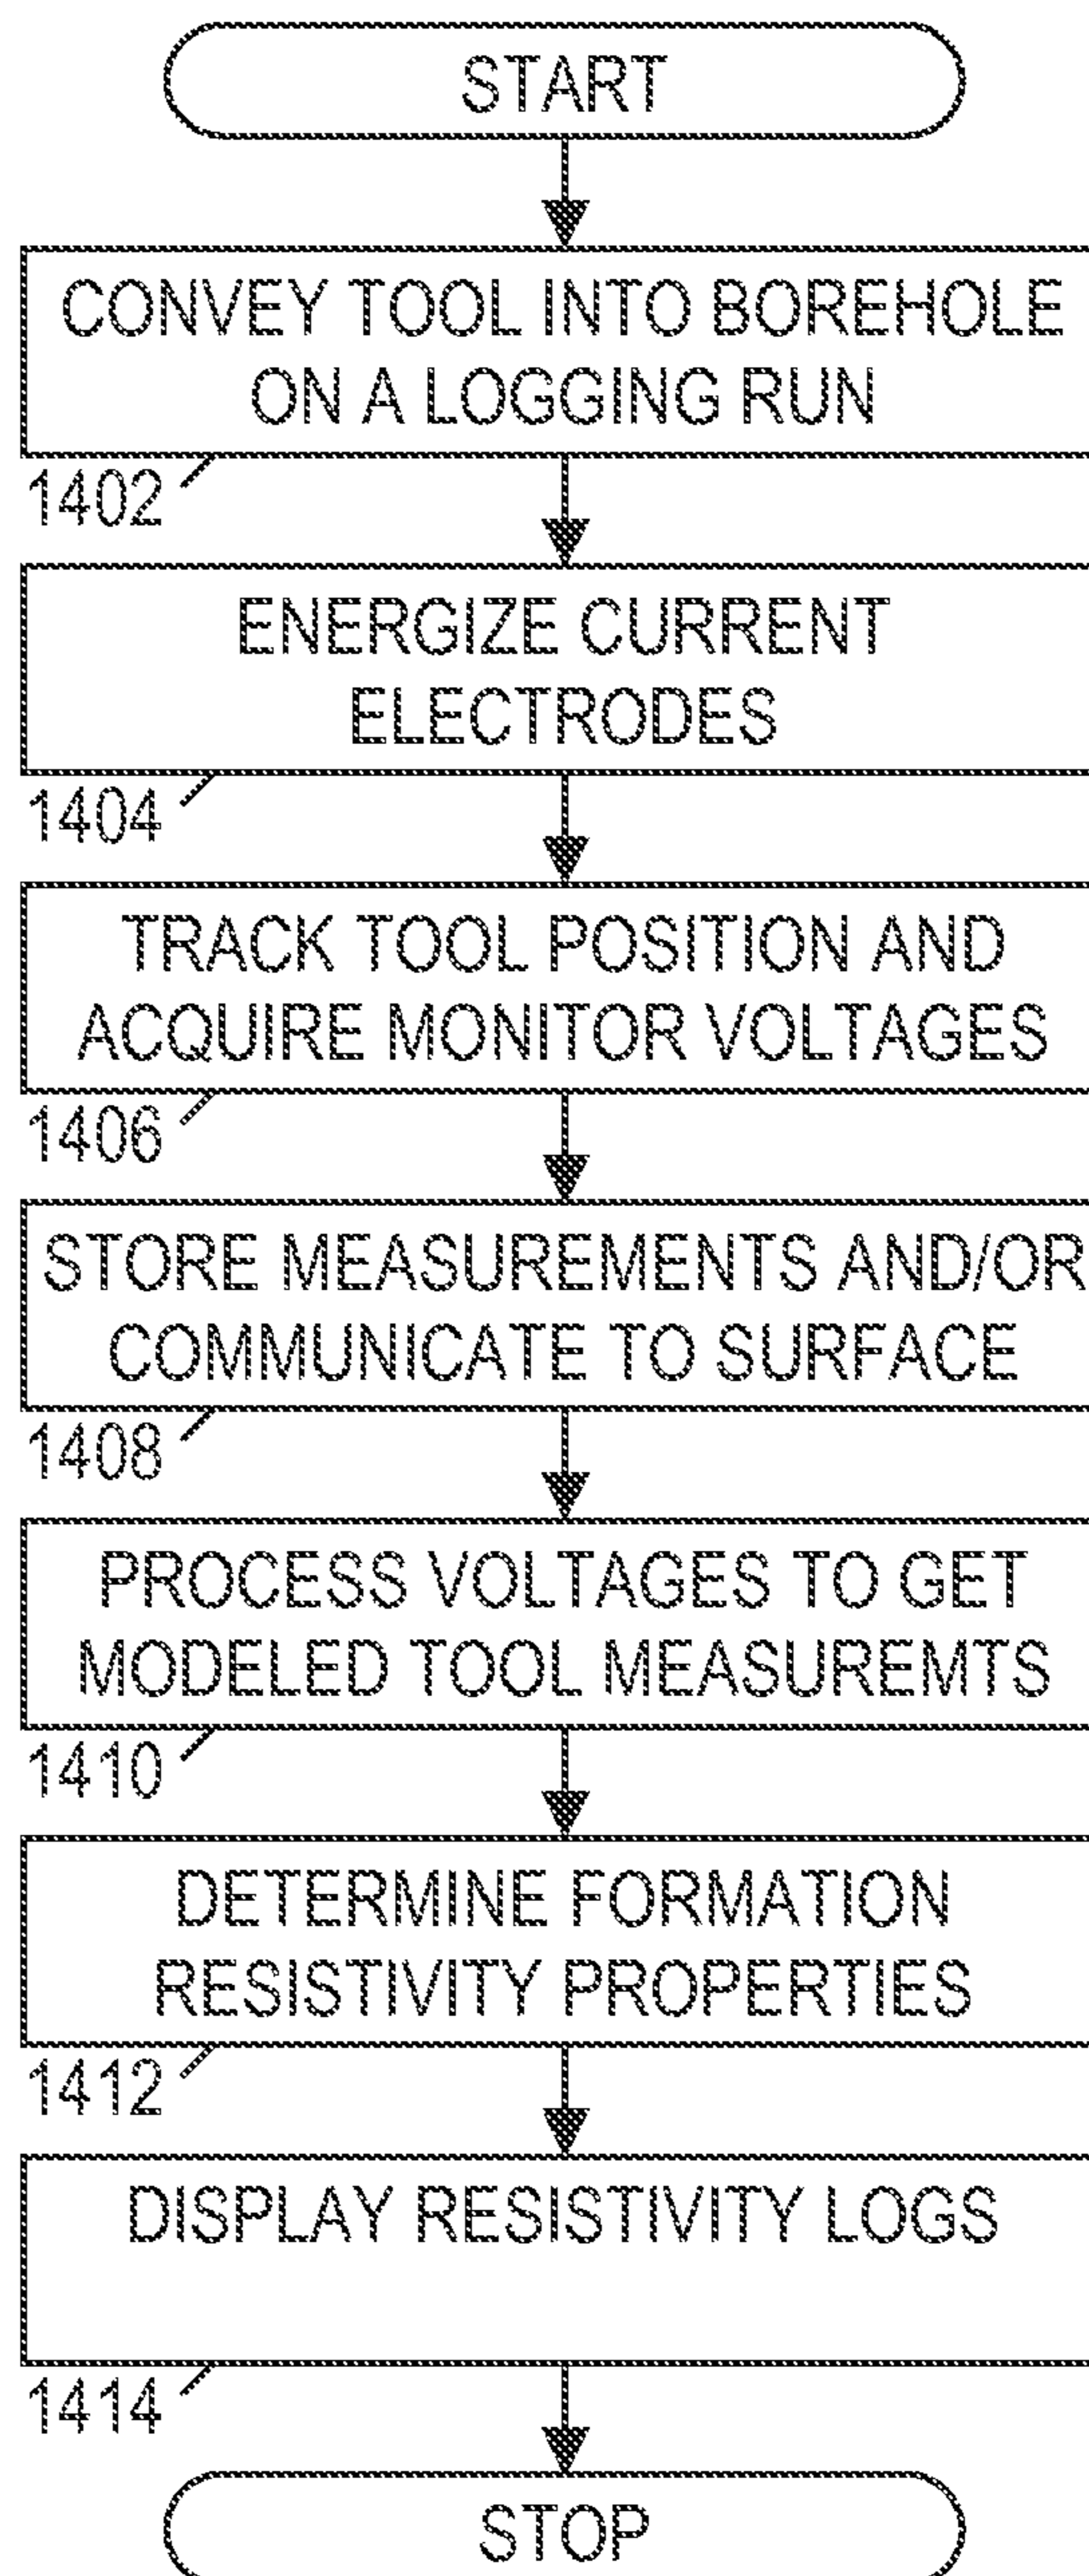 START
CONVEY TOOL INTO BOREHOLE
ON A LOGGING RUN
1402
ENERGIZE CURRENT
ELECTRODES
1404
TRACK TOOL POSITION AND
ACQUIRE MONITOR VOLTAGES
1406
STORE MEASUREMENTS AND/OR
COMMUNICATE TO SURFACE
1408
PROCESS VOLTAGES TO GET
MODELED TOOL MEASUREMTS
1410
DETERMINE FORMATION
RESISTIVITY PROPERTIES
1412
DISPLAY RESISTIVITY LOGS
1414
STOP